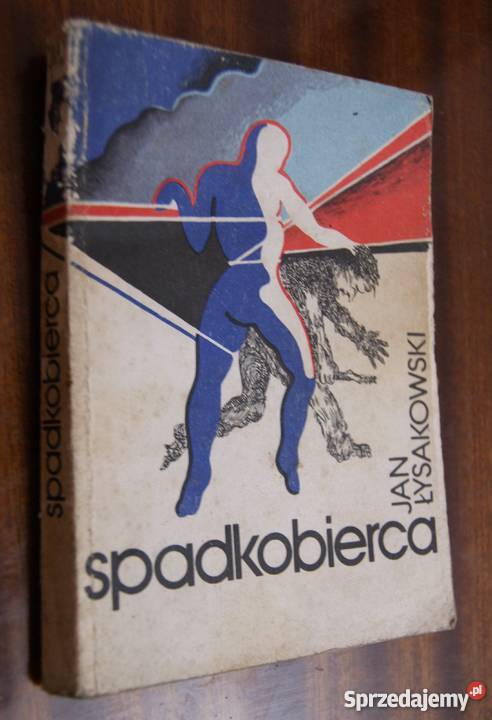 spadkobierca
JAN
ŁYSAKOWSKI
spadkobierca
Sprzedajemy.pl